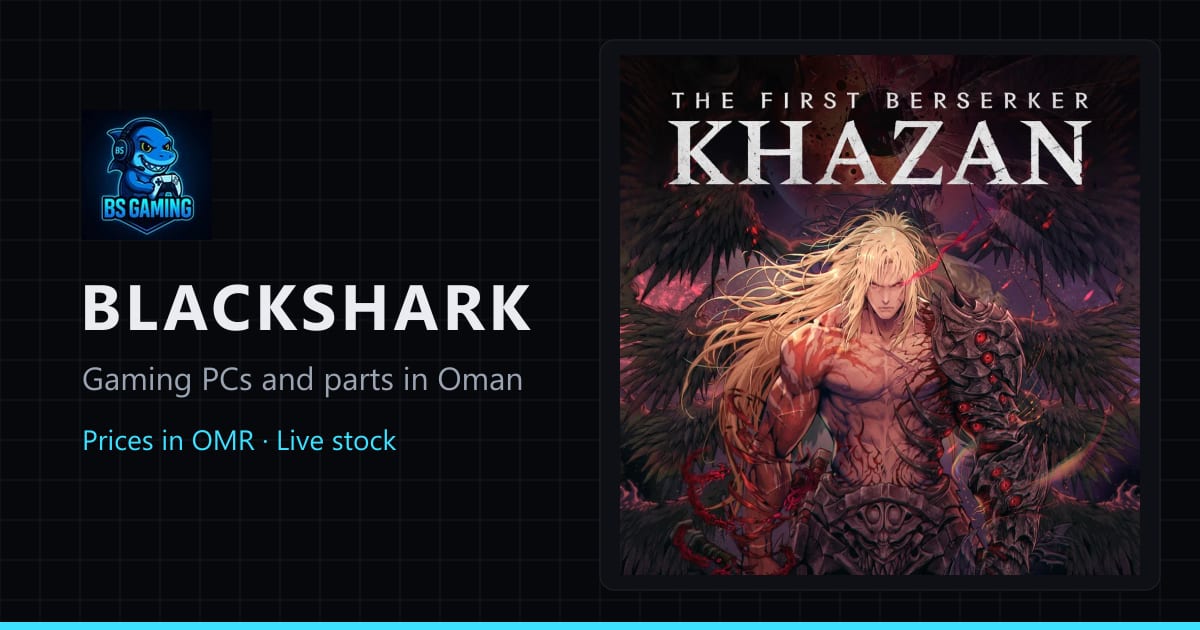 BS
BS GAMING
BLACKSHARK
Gaming PCs and parts in Oman
Prices in OMR · Live stock
THE FIRST BERSERKER
KHAZAN